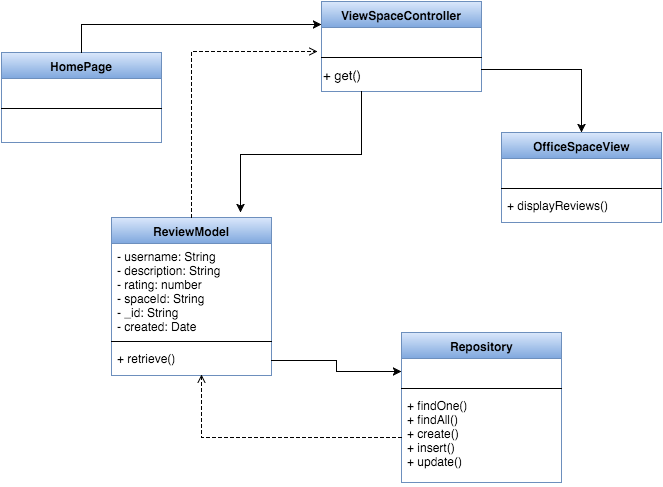 ViewSpaceController
+ get()
HomePage
OfficeSpaceView
+ displayReviews()
ReviewModel
- username: String
- description: String
- rating: number
- spaceId: String
- _id: String
- created: Date
+ retrieve()
Repository
+ findOne()
+ findAll()
+ create()
+ insert()
+ update()